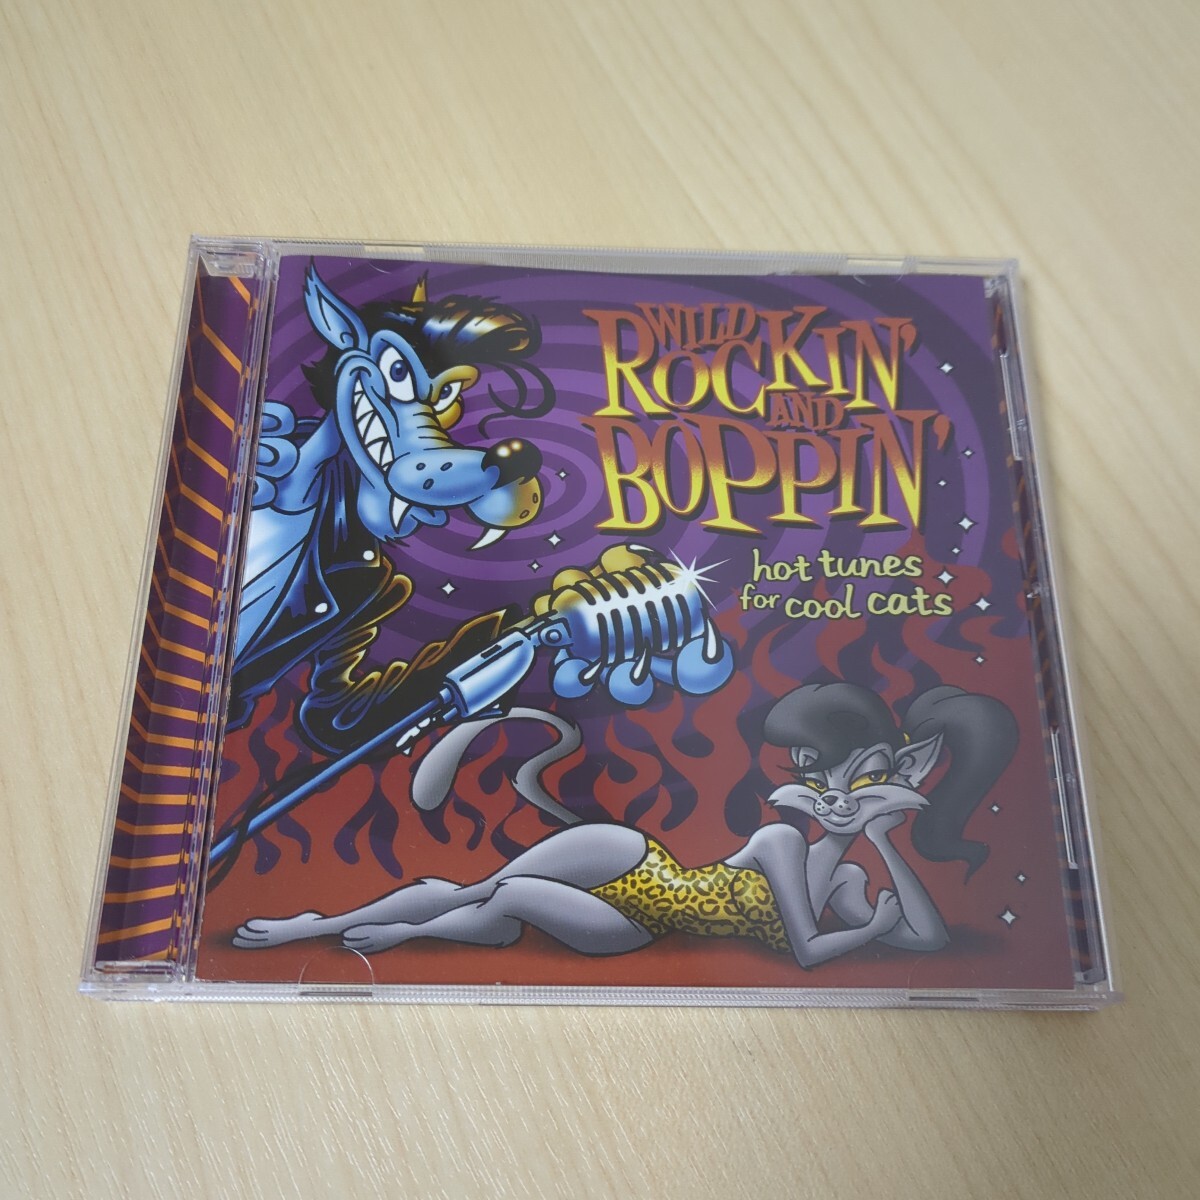 WILD
ROCKIN'
AND
BOPPIN'
hot tunes
for cool cats